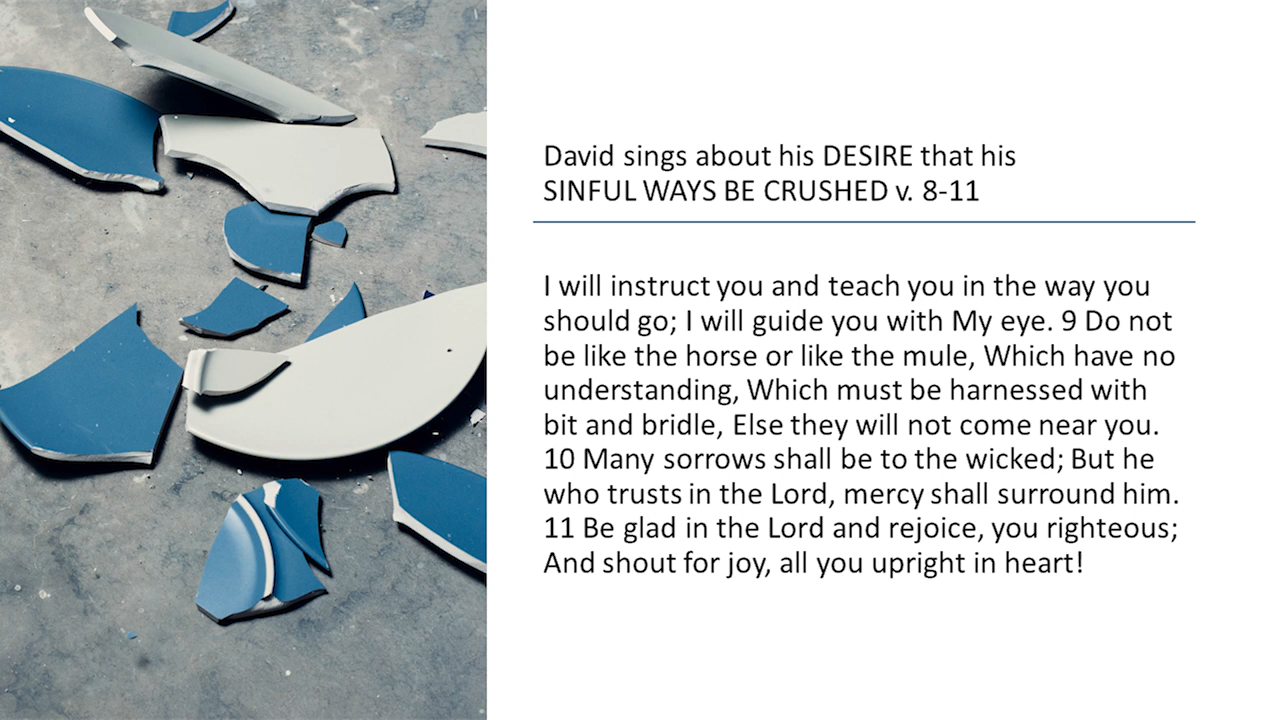 David sings about his DESIRE that his
SINFUL WAYS BE CRUSHED v. 8-11
I will instruct you and teach you in the way you
should go; I will guide you with My eye. 9 Do not
be like the horse or like the mule, Which have no
understanding, Which must be harnessed with
bit and bridle, Else they will not come near you.
10 Many sorrows shall be to the wicked; But he
who trusts in the Lord, mercy shall surround him.
11 Be glad in the Lord and rejoice, you righteous;
And shout for joy, all you upright in heart!